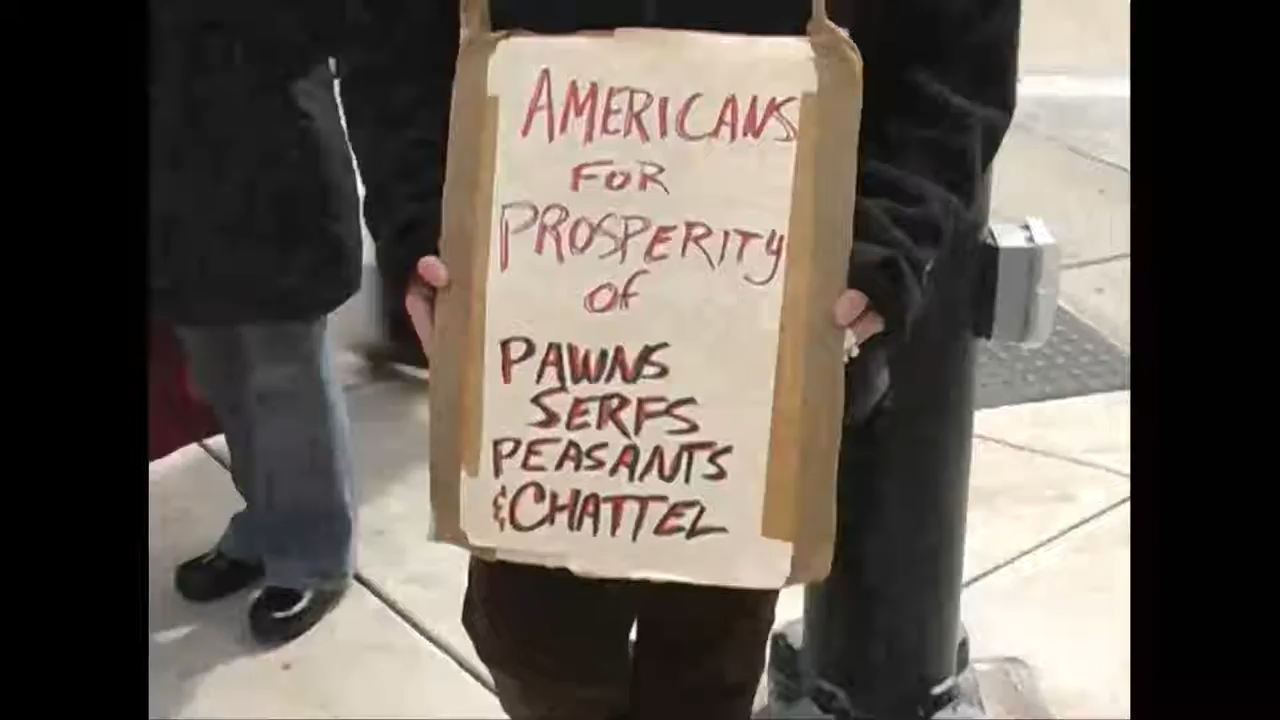 AMERICANS
FOR
PROSPERITY
of
PAWNS
SERFS
PEASANTS
& CHATTEL